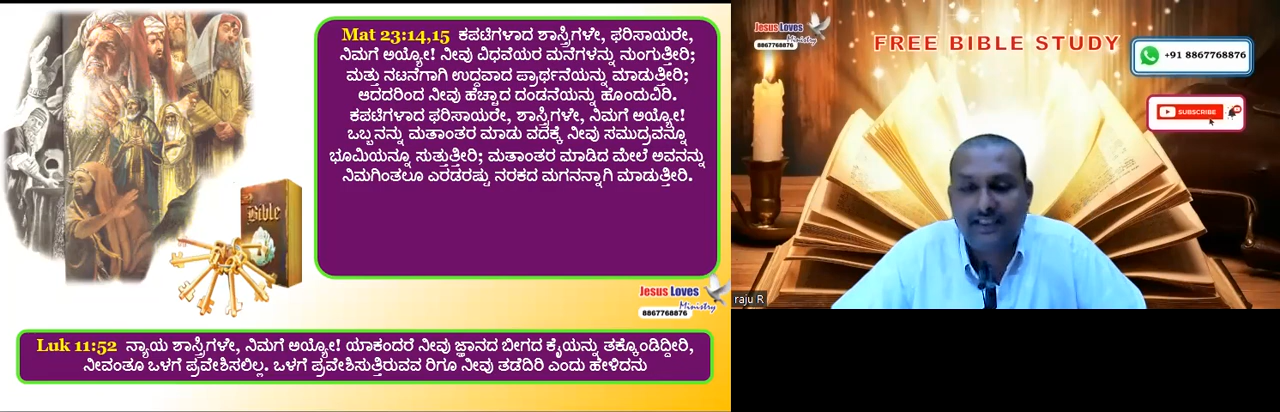 Mat 23:14,15 ಕಪಟಿಗಳಾದ ಶಾಸ್ತ್ರಿಗಳೇ, ಫರಿಸಾಯರೇ,
ನಿಮಗೆ ಅಯ್ಯೋ! ನೀವು ವಿಧವೆಯರ ಮನೆಗಳನ್ನು ನುಂಗುತ್ತೀರಿ;
ಮತ್ತು ನಟನೆಗಾಗಿ ಉದ್ದವಾದ ಪ್ರಾರ್ಥನೆಯನ್ನು ಮಾಡುತ್ತೀರಿ;
ಆದದರಿಂದ ನೀವು ಹೆಚ್ಚಾದ ದಂಡನೆಯನ್ನು ಹೊಂದುವಿರಿ.
ಕಪಟಿಗಳಾದ ಫರಿಸಾಯರೇ, ಶಾಸ್ತ್ರಿಗಳೇ, ನಿಮಗೆ ಅಯ್ಯೋ!
ಒಬ್ಬನನ್ನು ಮತಾಂತರ ಮಾಡು ವದಕ್ಕೆ ನೀವು ಸಮುದ್ರವನ್ನೂ
ಭೂಮಿಯನ್ನೂ ಸುತ್ತುತ್ತೀರಿ; ಮತಾಂತರ ಮಾಡಿದ ಮೇಲೆ ಅವನನ್ನು
ನಿಮಗಿಂತಲೂ ಎರಡರಷ್ಟು ನರಕದ ಮಗನನ್ನಾಗಿ ಮಾಡುತ್ತೀರಿ.
Bible
Jesus Loves
Ministry
8867768876
Luk 11:52 ನ್ಯಾಯ ಶಾಸ್ತ್ರಿಗಳೇ, ನಿಮಗೆ ಅಯ್ಯೋ! ಯಾಕಂದರೆ ನೀವು ಜ್ಞಾನದ ಬೀಗದ ಕೈಯನ್ನು ತಕ್ಕೊಂಡಿದ್ದೀರಿ,
ನೀವಂತೂ ಒಳಗೆ ಪ್ರವೇಶಿಸಲಿಲ್ಲ. ಒಳಗೆ ಪ್ರವೇಶಿಸುತ್ತಿರುವವ ರಿಗೂ ನೀವು ತಡೆದಿರಿ ಎಂದು ಹೇಳಿದನು
Jesus Loves
Ministry
8867768876
FREE BIBLE STUDY
+91 8867768876
SUBSCRIBE
raju R